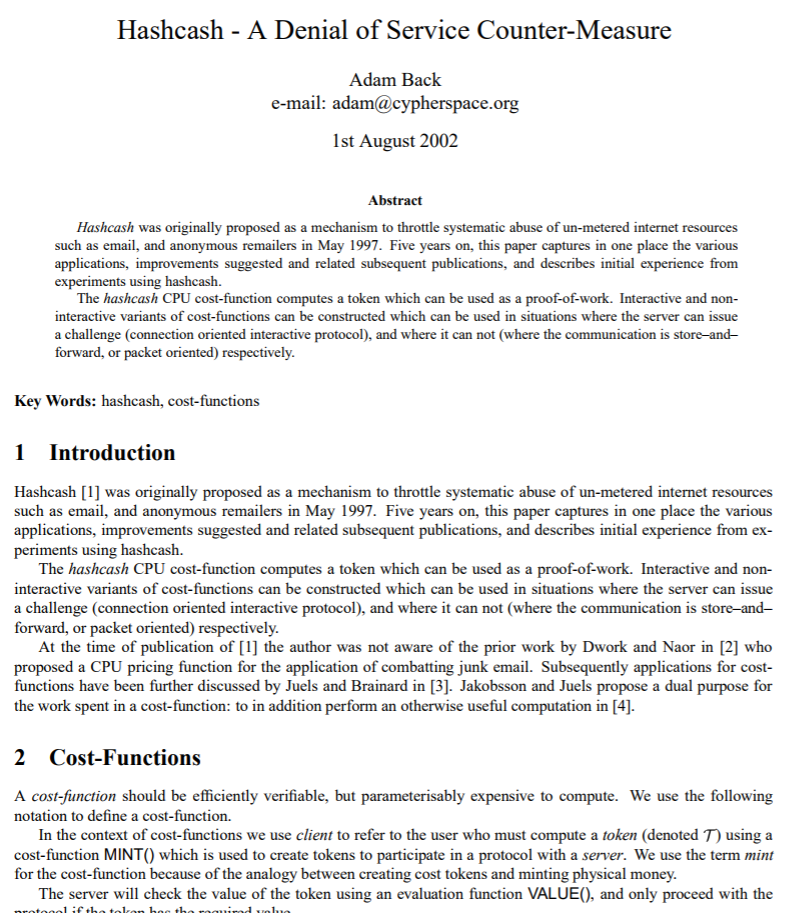 Hashcash - A Denial of Service Counter-Measure
Adam Back
e-mail: adam@cypherspace.org
1st August 2002
Abstract
Hashcash was originally proposed as a mechanism to throttle systematic abuse of un-metered internet resources
such as email, and anonymous remailers in May 1997. Five years on, this paper captures in one place the various
applications, improvements suggested and related subsequent publications, and describes initial experience from
experiments using hashcash.
The hashcash CPU cost-function computes a token which can be used as a proof-of-work. Interactive and non-
interactive variants of cost-functions can be constructed which can be used in situations where the server can issue
a challenge (connection oriented interactive protocol), and where it can not (where the communication is store–and–
forward, or packet oriented) respectively.
Key Words: hashcash, cost-functions
1 Introduction
Hashcash [1] was originally proposed as a mechanism to throttle systematic abuse of un-metered internet resources
such as email, and anonymous remailers in May 1997. Five years on, this paper captures in one place the various
applications, improvements suggested and related subsequent publications, and describes initial experience from ex-
periments using hashcash.
The hashcash CPU cost-function computes a token which can be used as a proof-of-work. Interactive and non-
interactive variants of cost-functions can be constructed which can be used in situations where the server can issue
a challenge (connection oriented interactive protocol), and where it can not (where the communication is store–and–
forward, or packet oriented) respectively.
At the time of publication of [1] the author was not aware of the prior work by Dwork and Naor in [2] who
proposed a CPU pricing function for the application of combatting junk email. Subsequently applications for cost-
functions have been further discussed by Juels and Brainard in [3]. Jakobsson and Juels propose a dual purpose for
the work spent in a cost-function: to in addition perform an otherwise useful computation in [4].
2 Cost-Functions
A cost-function should be efficiently verifiable, but parameterisably expensive to compute. We use the following
notation to define a cost-function.
In the context of cost-functions we use client to refer to the user who must compute a token (denoted 𝒯) using a
cost-function MINT() which is used to create tokens to participate in a protocol with a server. We use the term mint
for the cost-function because of the analogy between creating cost tokens and minting physical money.
The server will check the value of the token using an evaluation function VALUE(), and only proceed with the
protocol if the token has the required value.